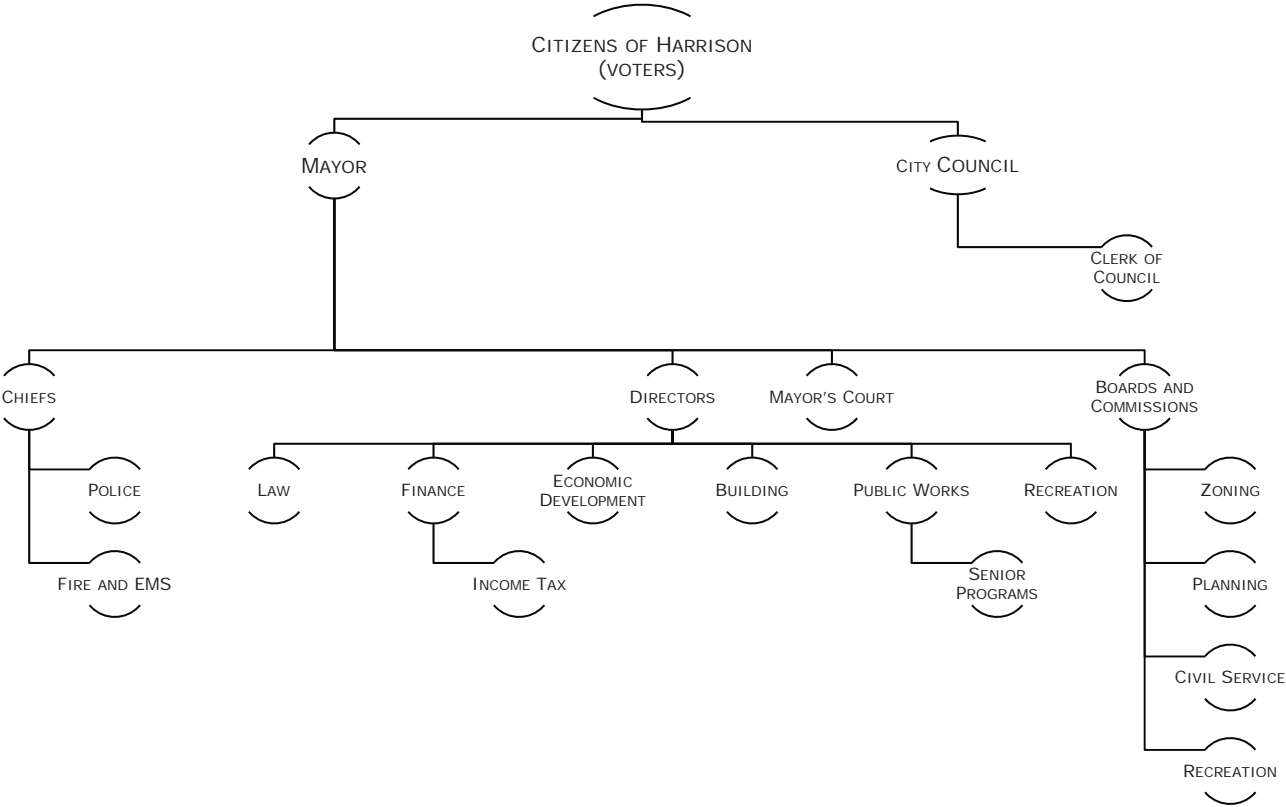 Citizens of Harrison
(voters)
Mayor
City Council
Clerk of
Council
Chiefs
Directors
Mayor's Court
Boards and
Commissions
Police
Law
Finance
Economic
Development
Building
Public Works
Recreation
Zoning
Fire and EMS
Income Tax
Senior
Programs
Planning
Civil Service
Recreation